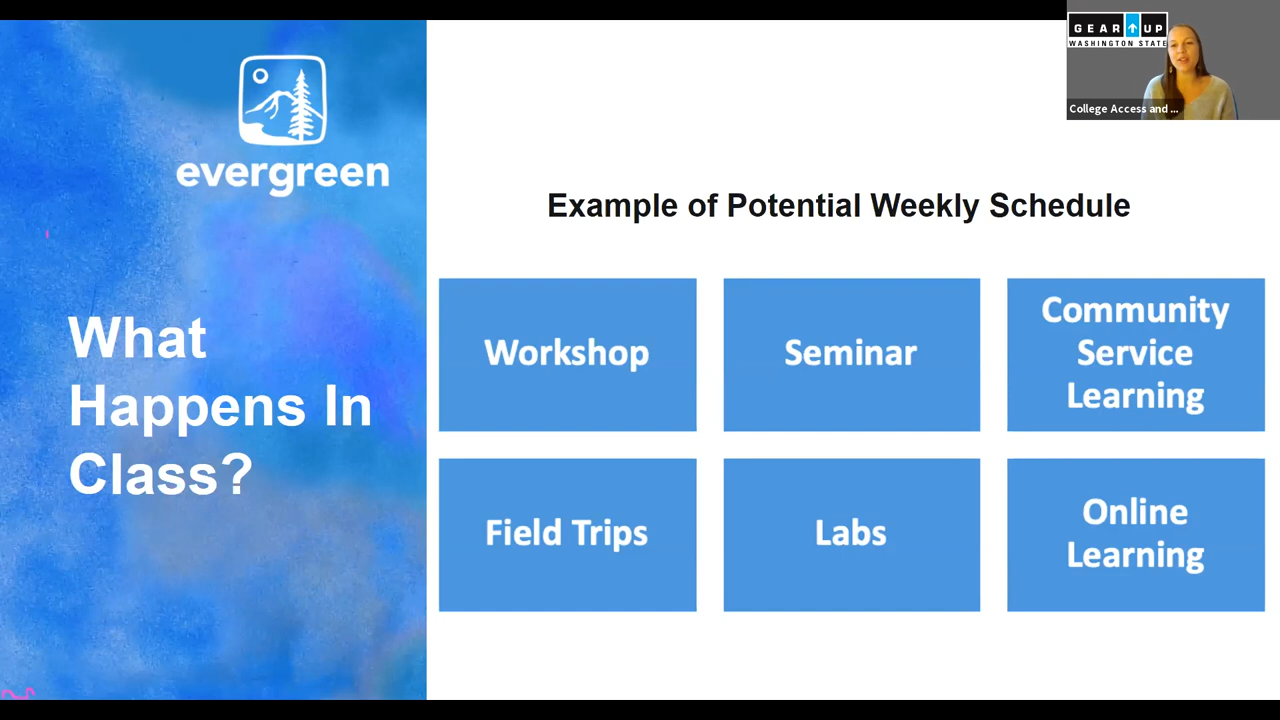 GEAR UP
WASHINGTON STATE
College Access and ...
evergreen
What
Happens In
Class?
Example of Potential Weekly Schedule
Workshop
Seminar
Community
Service
Learning
Field Trips
Labs
Online
Learning